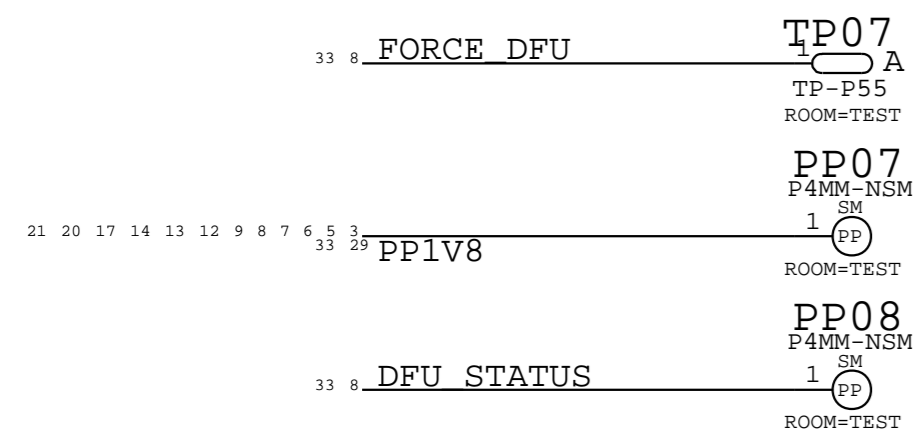 TP07
33 8 FORCE_DFU 1 A
TP-P55
ROOM=TEST
PP07
P4MM-NSM
SM
21 20 17 14 13 12 9 8 7 6 5 3 1 PP
33 29 PP1V8
ROOM=TEST
PP08
P4MM-NSM
SM
33 8 DFU_STATUS 1 PP
ROOM=TEST